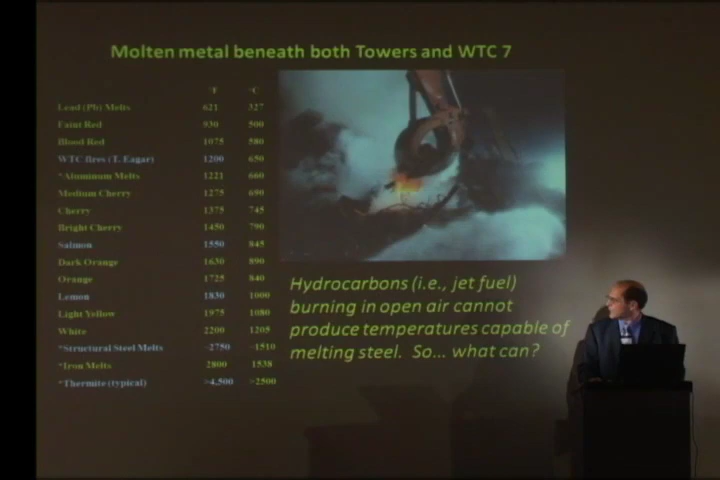 Molten metal beneath both Towers and WTC 7
°F °C
Lead (Pb) Melts 621 327
Faint Red 930 500
Blood Red 1075 580
WTC fires (T. Eagar) 1200 650
*Aluminum Melts 1221 660
Medium Cherry 1275 690
Cherry 1375 745
Bright Cherry 1450 790
Salmon 1550 845
Dark Orange 1630 890
Orange 1725 840
Lemon 1830 1000
Light Yellow 1975 1080
White 2200 1205
*Structural Steel Melts ~2750 ~1510
*Iron Melts 2800 1538
*Thermite (typical) >4,500 >2500
Hydrocarbons (i.e., jet fuel)
burning in open air cannot
produce temperatures capable of
melting steel. So... what can?